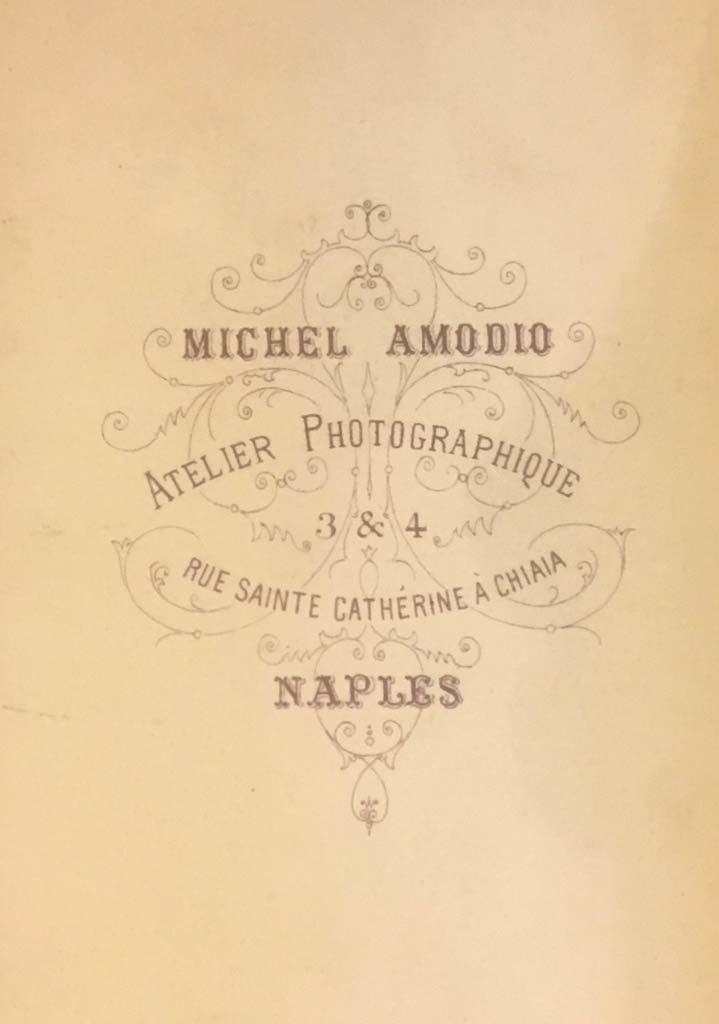 MICHEL AMODIO
ATELIER PHOTOGRAPHIQUE
3 & 4
RUE SAINTE CATHÉRINE À CHIAIA
NAPLES